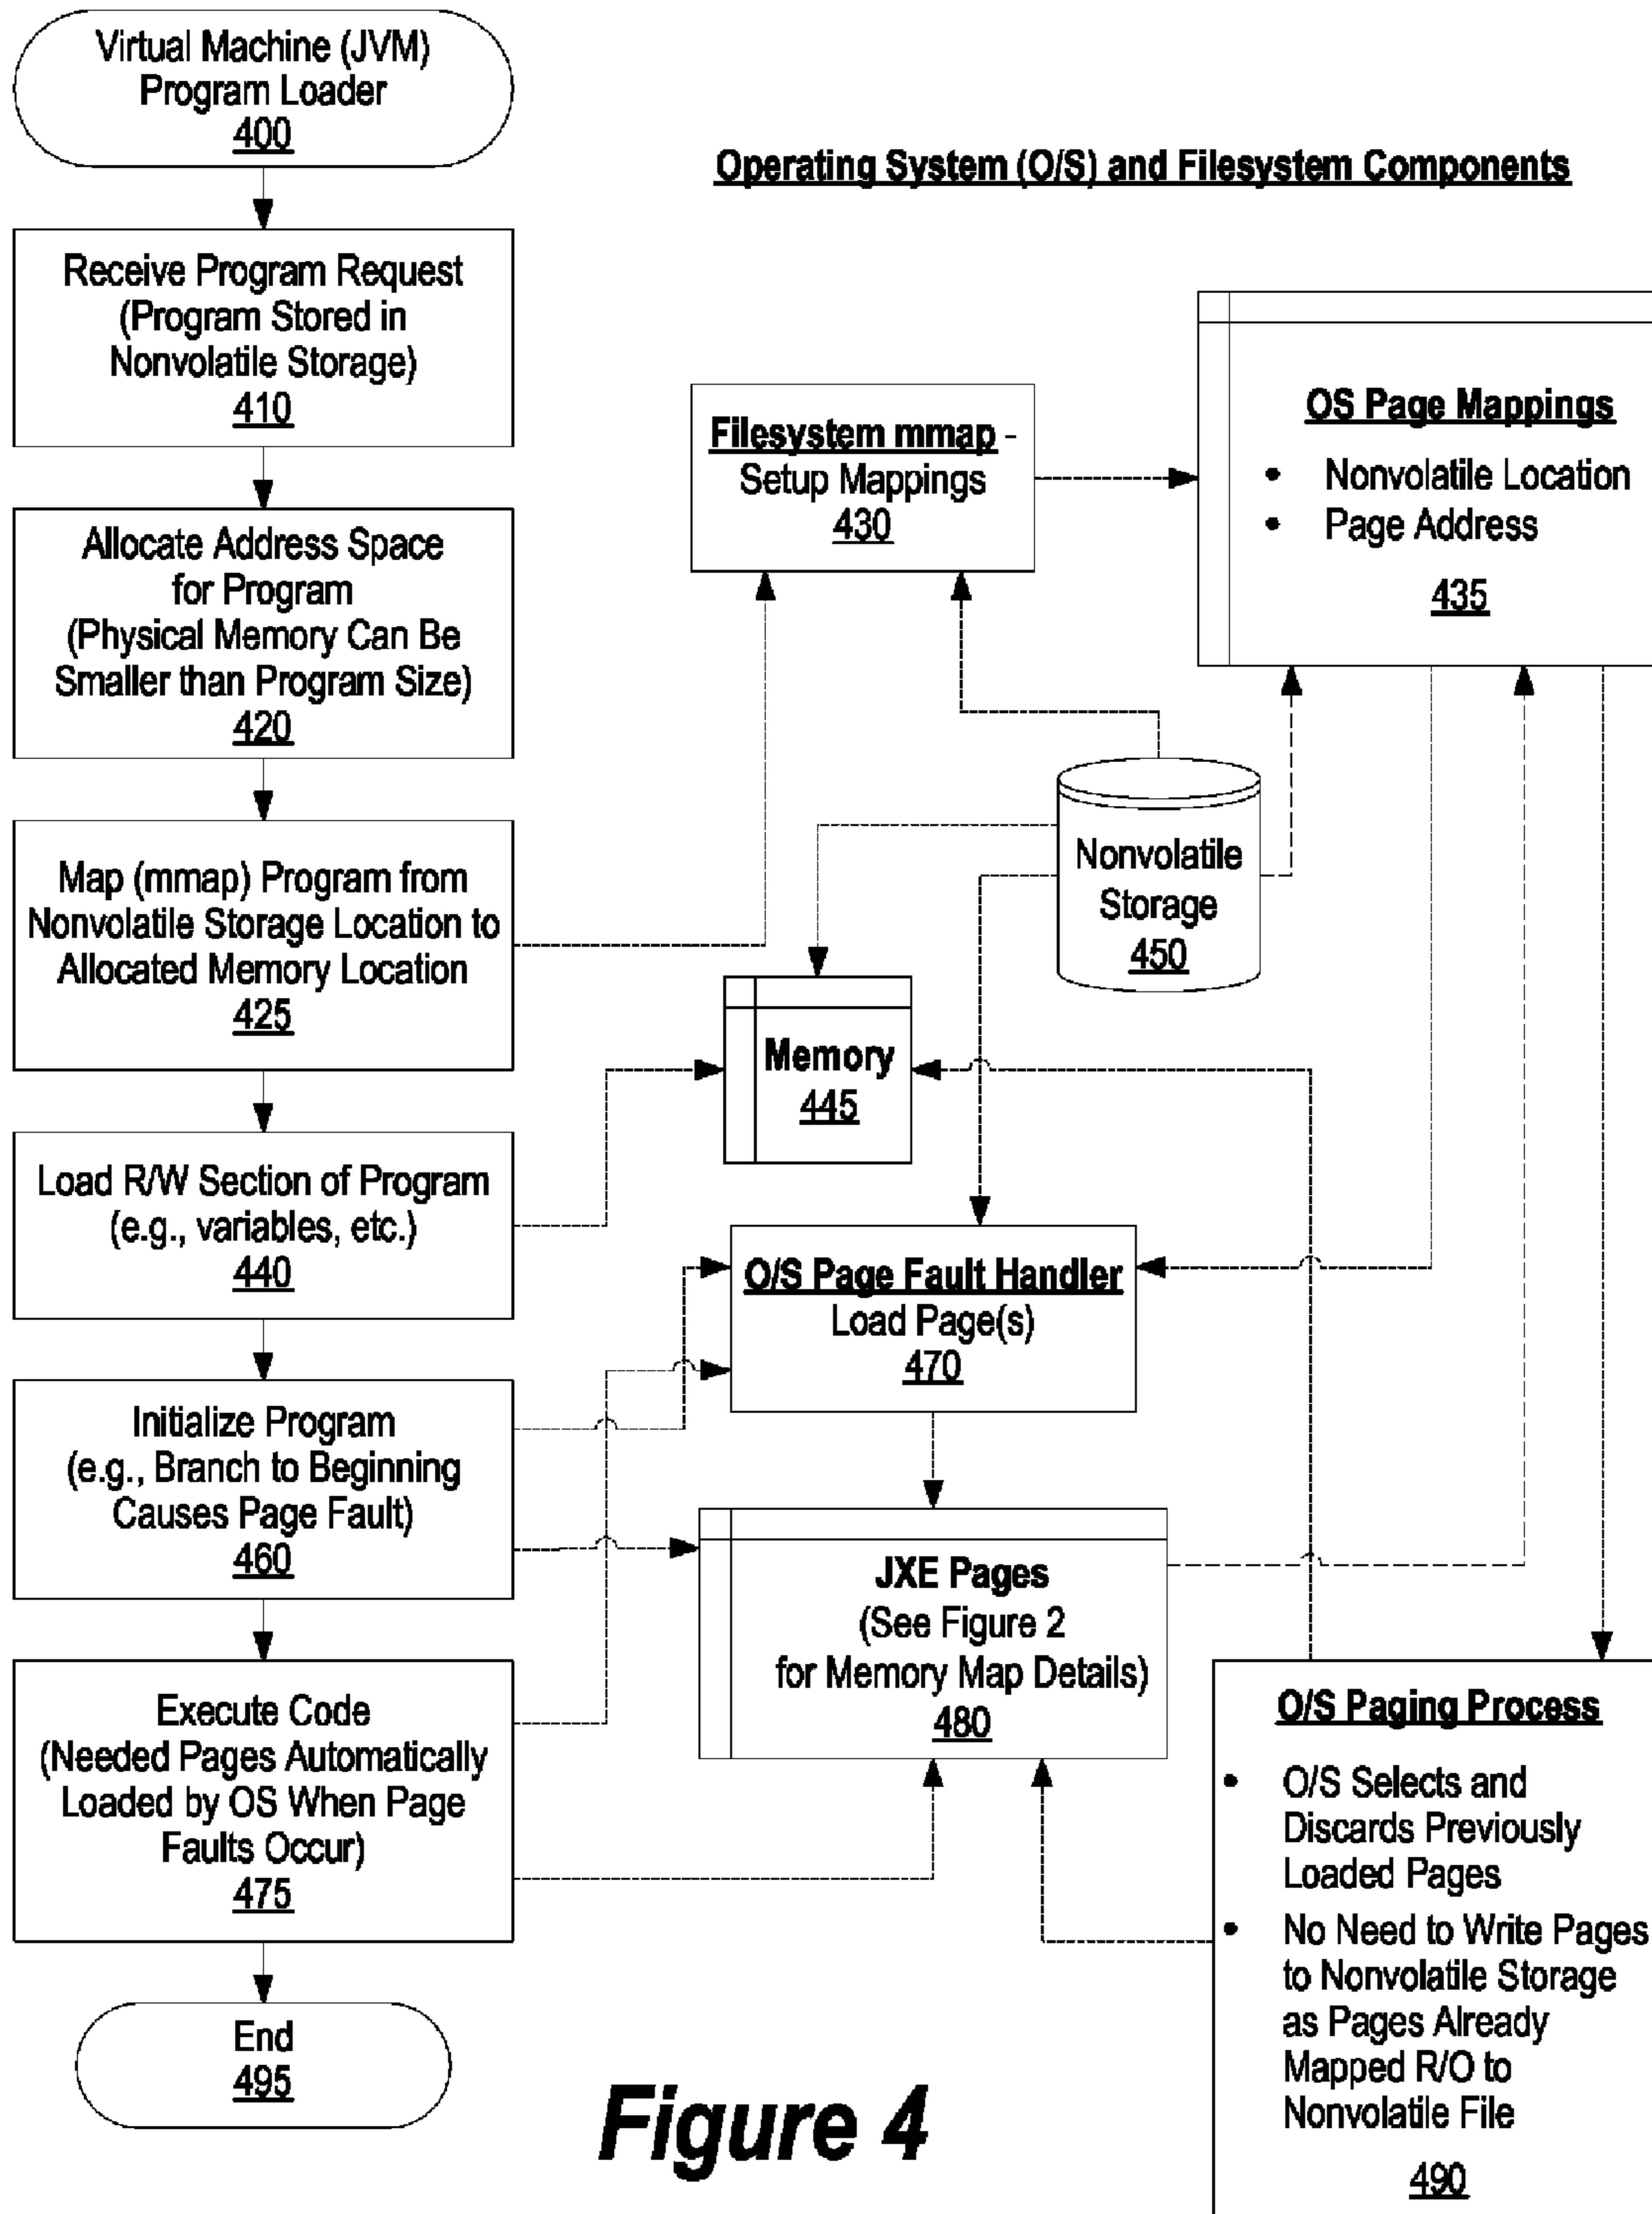 Virtual Machine (JVM)
Program Loader
400
Receive Program Request
(Program Stored in
Nonvolatile Storage)
410
Allocate Address Space
for Program
(Physical Memory Can Be
Smaller than Program Size)
420
Map (mmap) Program from
Nonvolatile Storage Location to
Allocated Memory Location
425
Load R/W Section of Program
(e.g., variables, etc.)
440
Initialize Program
(e.g., Branch to Beginning
Causes Page Fault)
460
Execute Code
(Needed Pages Automatically
Loaded by OS When Page
Faults Occur)
475
End
495
Operating System (O/S) and Filesystem Components
Filesystem mmap -
Setup Mappings
430
OS Page Mappings
• Nonvolatile Location
• Page Address
435
Nonvolatile
Storage
450
Memory
445
O/S Page Fault Handler
Load Page(s)
470
JXE Pages
(See Figure 2
for Memory Map Details)
480
O/S Paging Process
• O/S Selects and
Discards Previously
Loaded Pages
• No Need to Write Pages
to Nonvolatile Storage
as Pages Already
Mapped R/O to
Nonvolatile File
490
Figure 4